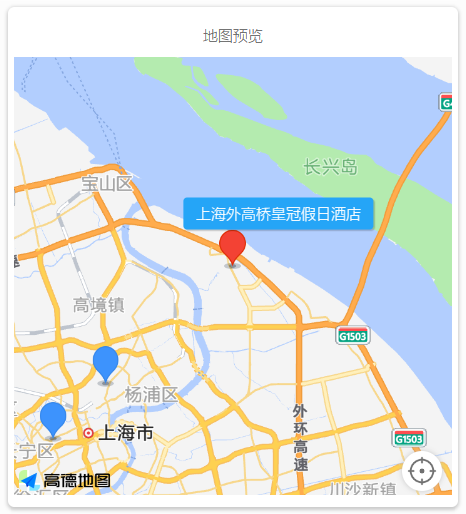 地图预览
G
长兴岛
宝山区
上海外高桥皇冠假日酒店
高境镇
G1503
杨浦区
外环高速
上海市
G1503
宁区
高德地图
川沙新镇